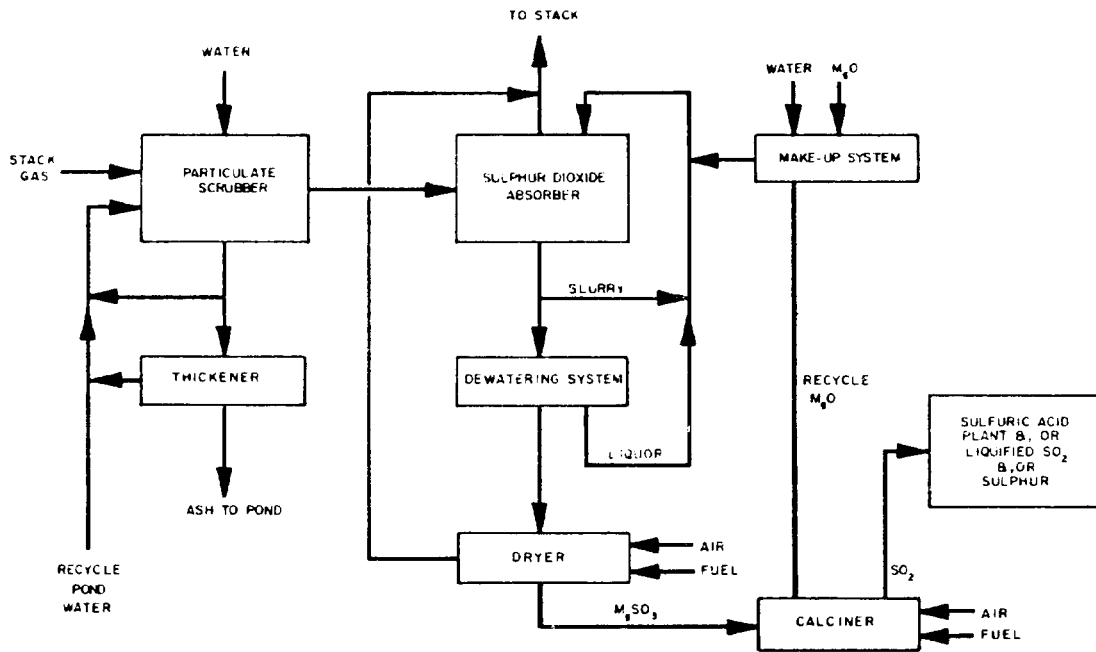 TO STACK
WATER
WATER
MgO
STACK
GAS
PARTICULATE
SCRUBBER
SULPHUR DIOXIDE
ABSORBER
MAKE-UP SYSTEM
SLURRY
THICKENER
DEWATERING SYSTEM
RECYCLE
MgO
LIQUOR
SULFURIC ACID
PLANT &, OR
LIQUIFIED SO2
&,OR
SULPHUR
ASH TO POND
DRYER
AIR
FUEL
RECYCLE
POND
WATER
SO2
MgSO3
CALCINER
AIR
FUEL